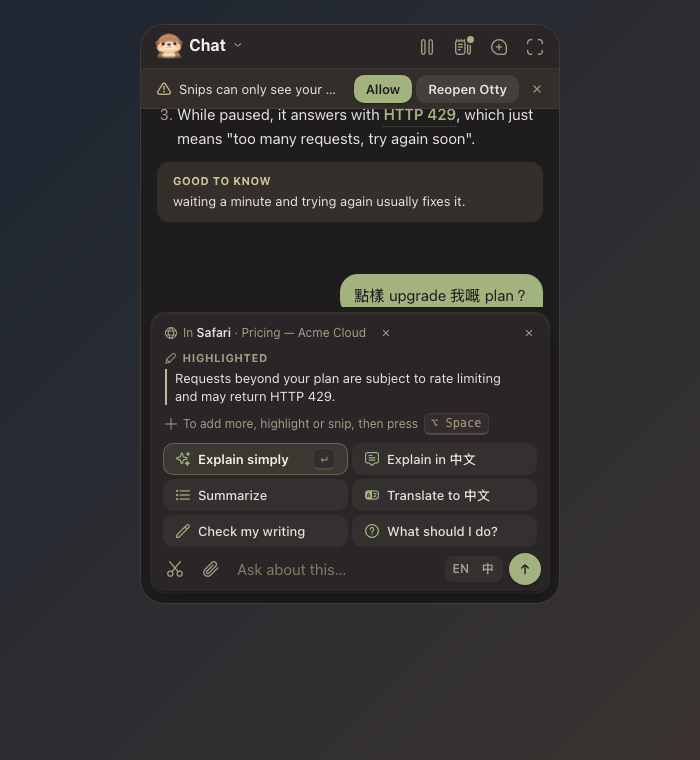 Chat
Snips can only see your ...
Allow
Reopen Otty
3. While paused, it answers with HTTP 429, which just
means "too many requests, try again soon".
GOOD TO KNOW
waiting a minute and trying again usually fixes it.
點樣 upgrade 我嘅 plan？
In Safari · Pricing — Acme Cloud
HIGHLIGHTED
Requests beyond your plan are subject to rate limiting
and may return HTTP 429.
To add more, highlight or snip, then press ⌥ Space
Explain simply
Explain in 中文
Summarize
Translate to 中文
Check my writing
What should I do?
Ask about this...
EN 中